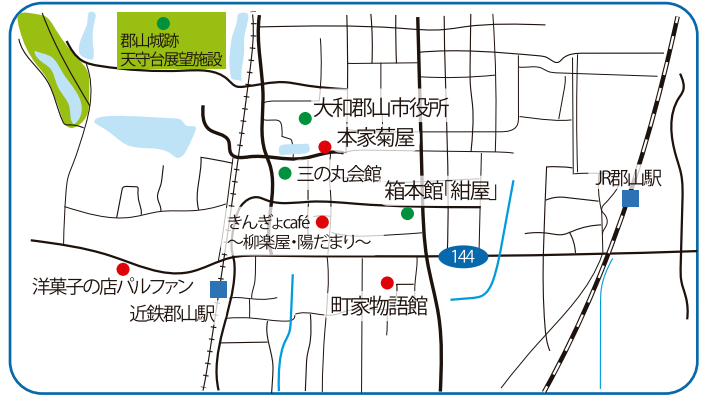 郡山城跡
天守台展望施設
大和郡山市役所
本家菊屋
三の丸会館
箱本館「紺屋」
JR郡山駅
きんぎょcafé
〜柳楽屋・陽だまり〜
144
洋菓子の店パルファン
近鉄郡山駅
町家物語館